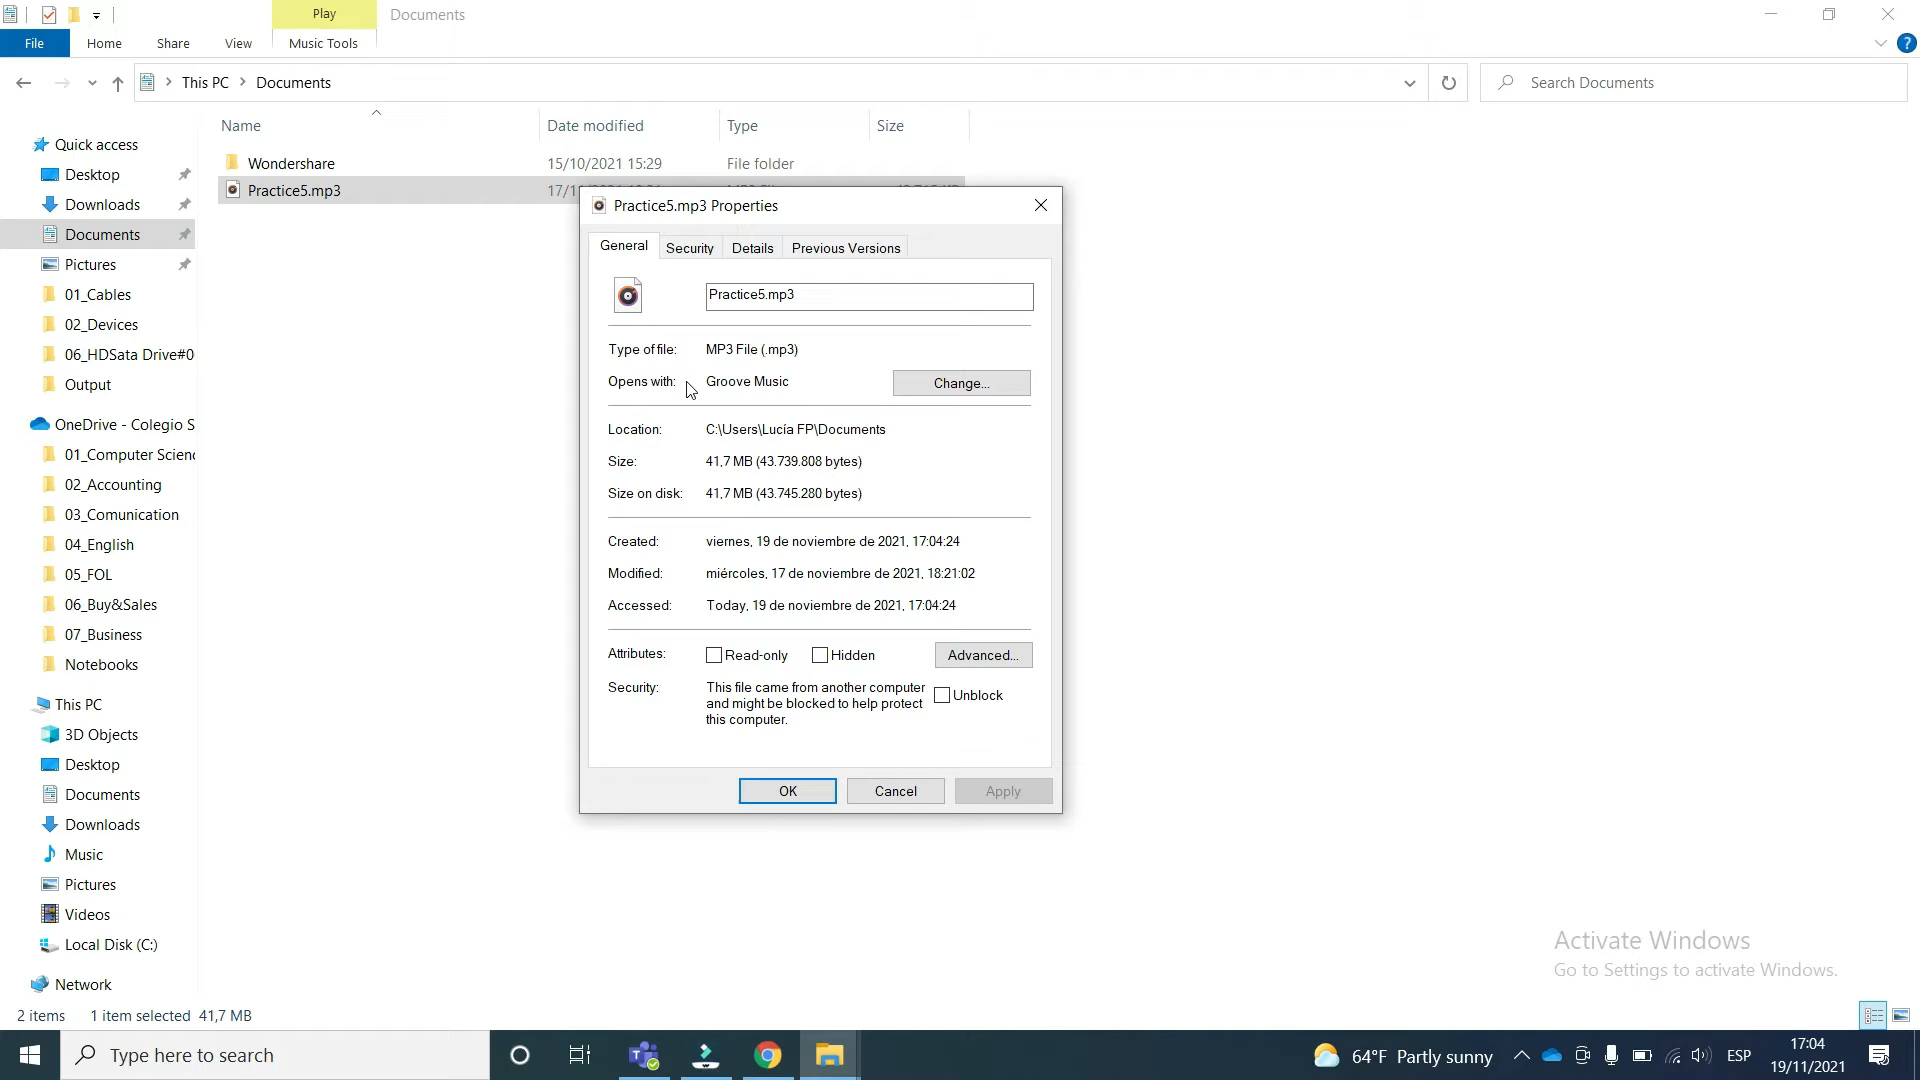 Play
Documents
File
Home
Share
View
Music Tools
?
This PC
Documents
Search Documents
Name
Date modified
Type
Size
Wondershare
15/10/2021 15:29
File folder
Practice5.mp3
Quick access
Desktop
Downloads
Documents
Pictures
01_Cables
02_Devices
06_HDSata Drive#0
Output
OneDrive - Colegio S
01_Computer Scien
02_Accounting
03_Comunication
04_English
05_FOL
06_Buy&Sales
07_Business
Notebooks
This PC
3D Objects
Desktop
Documents
Downloads
Music
Pictures
Videos
Local Disk (C:)
Network
Practice5.mp3 Properties
General
Security
Details
Previous Versions
Practice5.mp3
Type of file:
MP3 File (.mp3)
Opens with:
Groove Music
Change...
Location:
C:\Users\Lucía FP\Documents
Size:
41,7 MB (43.739.808 bytes)
Size on disk:
41,7 MB (43.745.280 bytes)
Created:
viernes, 19 de noviembre de 2021, 17:04:24
Modified:
miércoles, 17 de noviembre de 2021, 18:21:02
Accessed:
Today, 19 de noviembre de 2021, 17:04:24
Attributes:
Read-only
Hidden
Advanced...
Security:
This file came from another computer
and might be blocked to help protect
this computer.
Unblock
OK
Cancel
Apply
Activate Windows
Go to Settings to activate Windows.
2 items
1 item selected 41,7 MB
Type here to search
64°F Partly sunny
ESP
17:04
19/11/2021